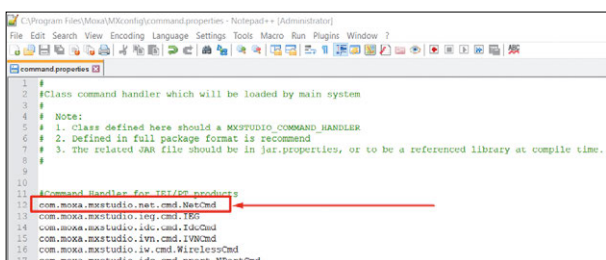 C:\Program Files\Moxa\MXconfig\command.properties - Notepad++ [Administrator]
File Edit Search View Encoding Language Settings Tools Macro Run Plugins Window ?
command.properties
1 #
2 #Class command handler which will be loaded by main system
3 #
4 # Note:
5 # 1. Class defined here should a MXSTUDIO_COMMAND_HANDLER
6 # 2. Defined in full package format is recommend
7 # 3. The related JAR file should be in jar.properties, or to be a referenced library at compile time.
8 #
9
10
11 #Command Handler for IEI/PT products
12 com.moxa.mxstudio.net.cmd.NetCmd
13 com.moxa.mxstudio.ieg.cmd.IEG
14 com.moxa.mxstudio.idc.cmd.IdcCmd
15 com.moxa.mxstudio.ivn.cmd.IVNCmd
16 com.moxa.mxstudio.iw.cmd.WirelessCmd
17